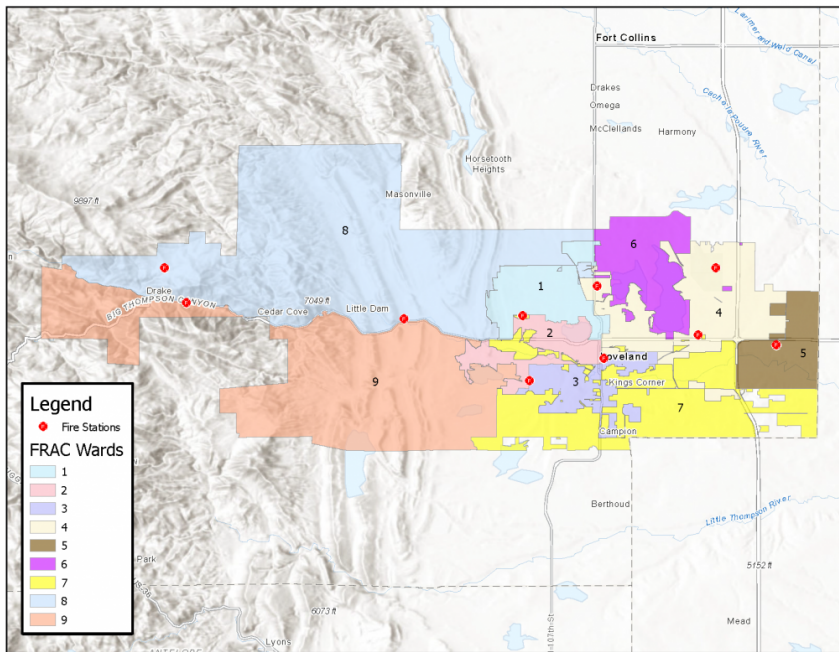 Fort Collins
Larimer and Weld Canal
Drakes
Omega
Cache la Poudre River
McClellands
Harmony
Horsetooth
Heights
Masonville
9897 ft
8
6
Drake
BIG THOMPSON CANYON
7049 ft
Cedar Cove
Little Dam
1
4
2
Loveland
5
9
3
Kings Corner
7
Campion
Legend
F Fire Stations
FRAC Wards
1
2
3
4
5
6
7
8
9
Berthoud
Little Thompson River
Park
5152 ft
6073 ft
Mead
Lyons
N 107th St